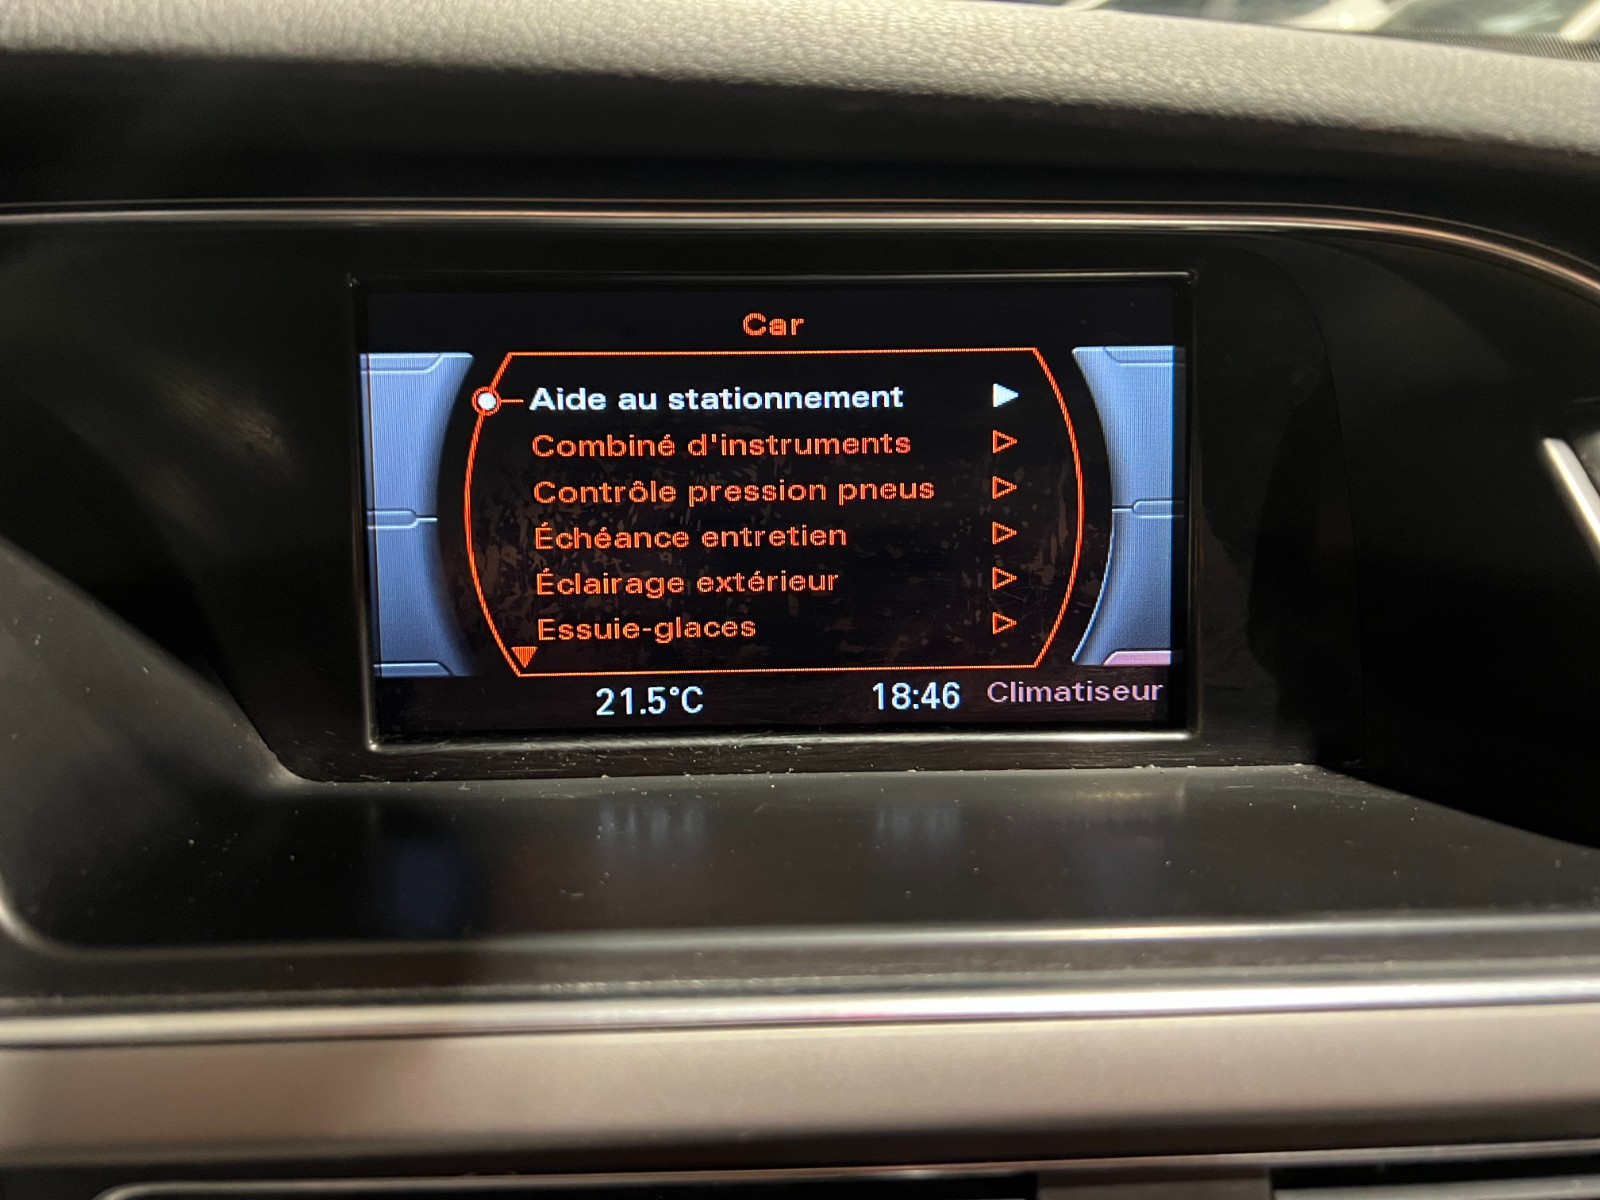 Car
Aide au stationnement
Combiné d'instruments
Contrôle pression pneus
Échéance entretien
Éclairage extérieur
Essuie-glaces
21.5°C 18:46 Climatiseur